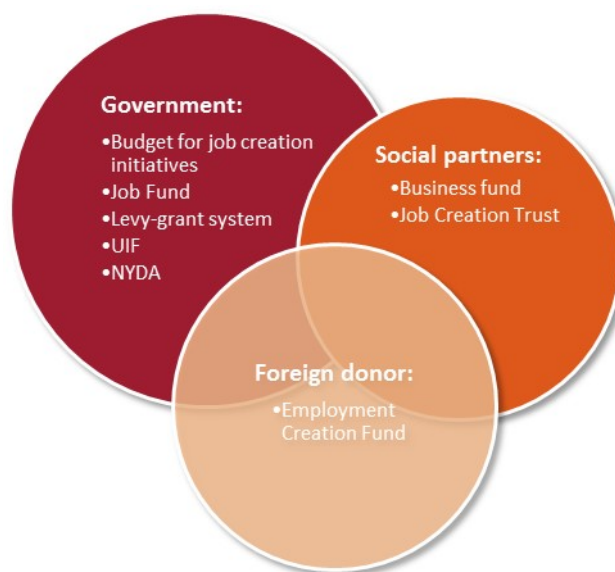 Government:
•Budget for job creation
initiatives
•Job Fund
•Levy-grant system
•UIF
•NYDA
Social partners:
•Business fund
•Job Creation Trust
Foreign donor:
•Employment
Creation Fund